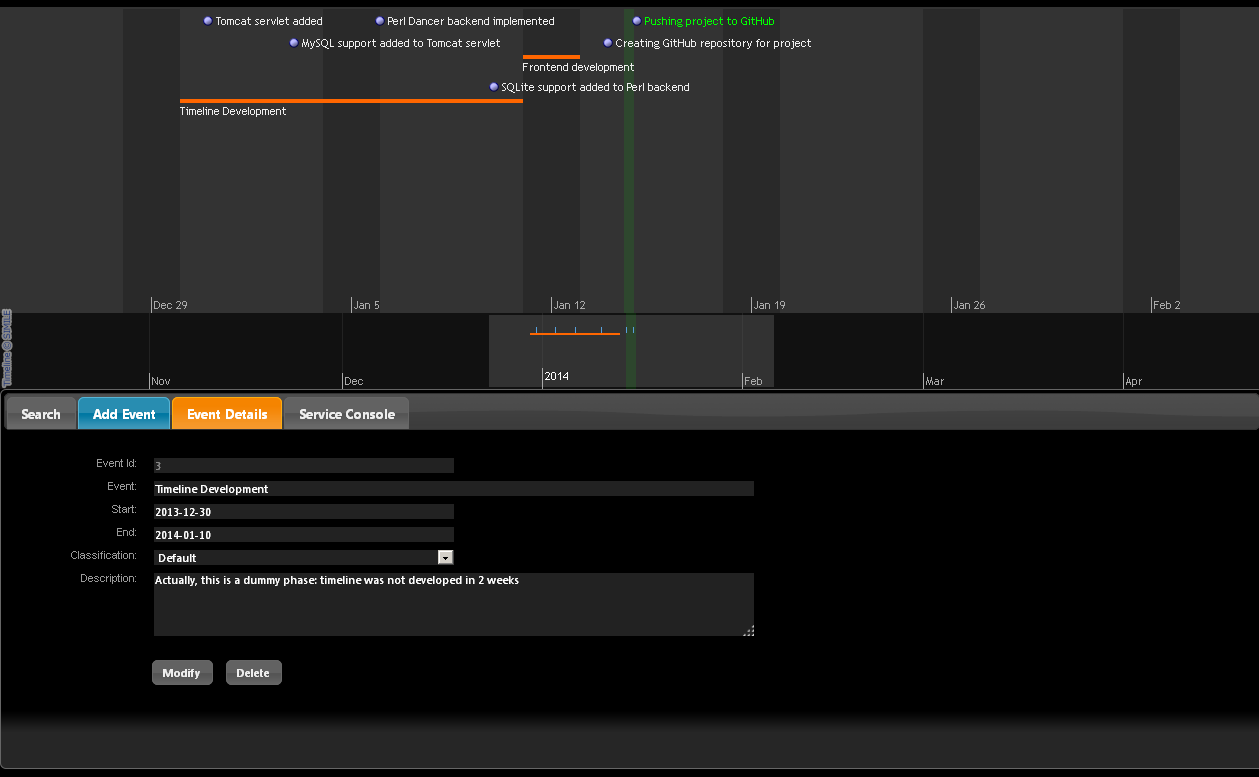 Tomcat servlet added
Perl Dancer backend implemented
Pushing project to GitHub
MySQL support added to Tomcat servlet
Creating GitHub repository for project
Frontend development
SQLite support added to Perl backend
Timeline Development
Dec 29
Jan 5
Jan 12
Jan 19
Jan 26
Feb 2
Timeline © SIMILE
2014
Nov
Dec
Feb
Mar
Apr
Search
Add Event
Event Details
Service Console
Event Id: 3
Event: Timeline Development
Start: 2013-12-30
End: 2014-01-10
Classification: Default
Description: Actually, this is a dummy phase: timeline was not developed in 2 weeks
Modify
Delete